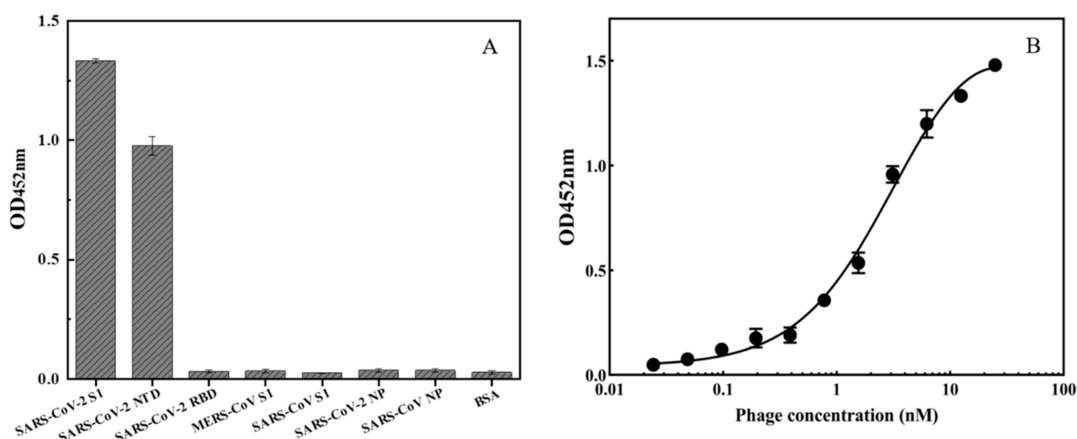 A
1.5
1.0
0.5
0.0
OD452nm
SARS-CoV-2 S1
SARS-CoV-2 NTD
SARS-CoV-2 RBD
MERS-CoV S1
SARS-CoV S1
SARS-CoV-2 NP
SARS-CoV NP
BSA
B
1.5
1.0
0.5
0.0
OD452nm
0.01
0.1
1
10
100
Phage concentration (nM)